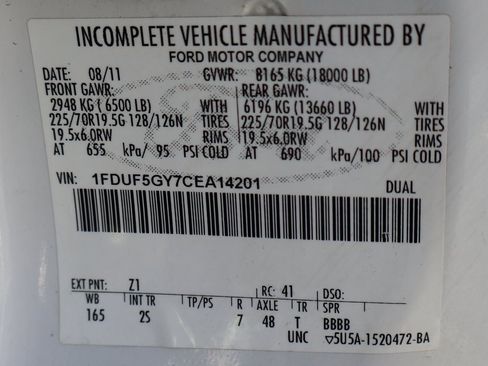 INCOMPLETE VEHICLE MANUFACTURED BY
FORD MOTOR COMPANY
DATE: 08/11 GVWR: 8165 KG (18000 LB)
FRONT GAWR: REAR GAWR:
2948 KG (6500 LB) WITH 6196 KG (13660 LB) WITH
225/70R19.5G 128/126N TIRES 225/70R19.5G 128/126N TIRES
19.5x6.0RW RIMS 19.5x6.0RW RIMS
AT 655 kPa/ 95 PSI COLD AT 690 kPa/100 PSI COLD
VIN: 1FDUF5GY7CEA14201 DUAL
EXT PNT: Z1 RC: 41 DSO:
WB INT TR TP/PS R AXLE TR SPR
165 2S 7 48 T BBBB
UNC ▽5U5A-1520472-BA